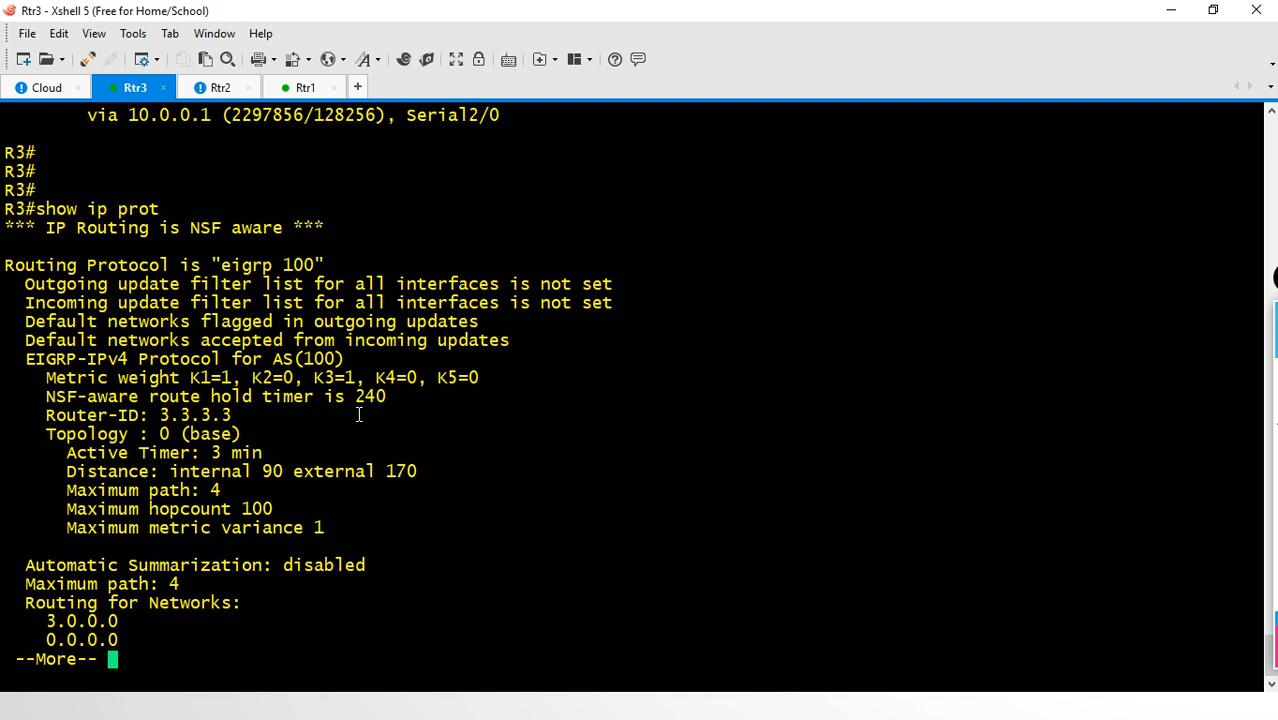 Rtr3 - Xshell 5 (Free for Home/School)
File Edit View Tools Tab Window Help
Cloud Rtr3 Rtr2 Rtr1
via 10.0.0.1 (2297856/128256), Serial2/0
R3#
R3#
R3#
R3#show ip prot
*** IP Routing is NSF aware ***
Routing Protocol is "eigrp 100"
Outgoing update filter list for all interfaces is not set
Incoming update filter list for all interfaces is not set
Default networks flagged in outgoing updates
Default networks accepted from incoming updates
EIGRP-IPv4 Protocol for AS(100)
Metric weight K1=1, K2=0, K3=1, K4=0, K5=0
NSF-aware route hold timer is 240
Router-ID: 3.3.3.3
Topology : 0 (base)
Active Timer: 3 min
Distance: internal 90 external 170
Maximum path: 4
Maximum hopcount 100
Maximum metric variance 1
Automatic Summarization: disabled
Maximum path: 4
Routing for Networks:
3.0.0.0
0.0.0.0
--More--